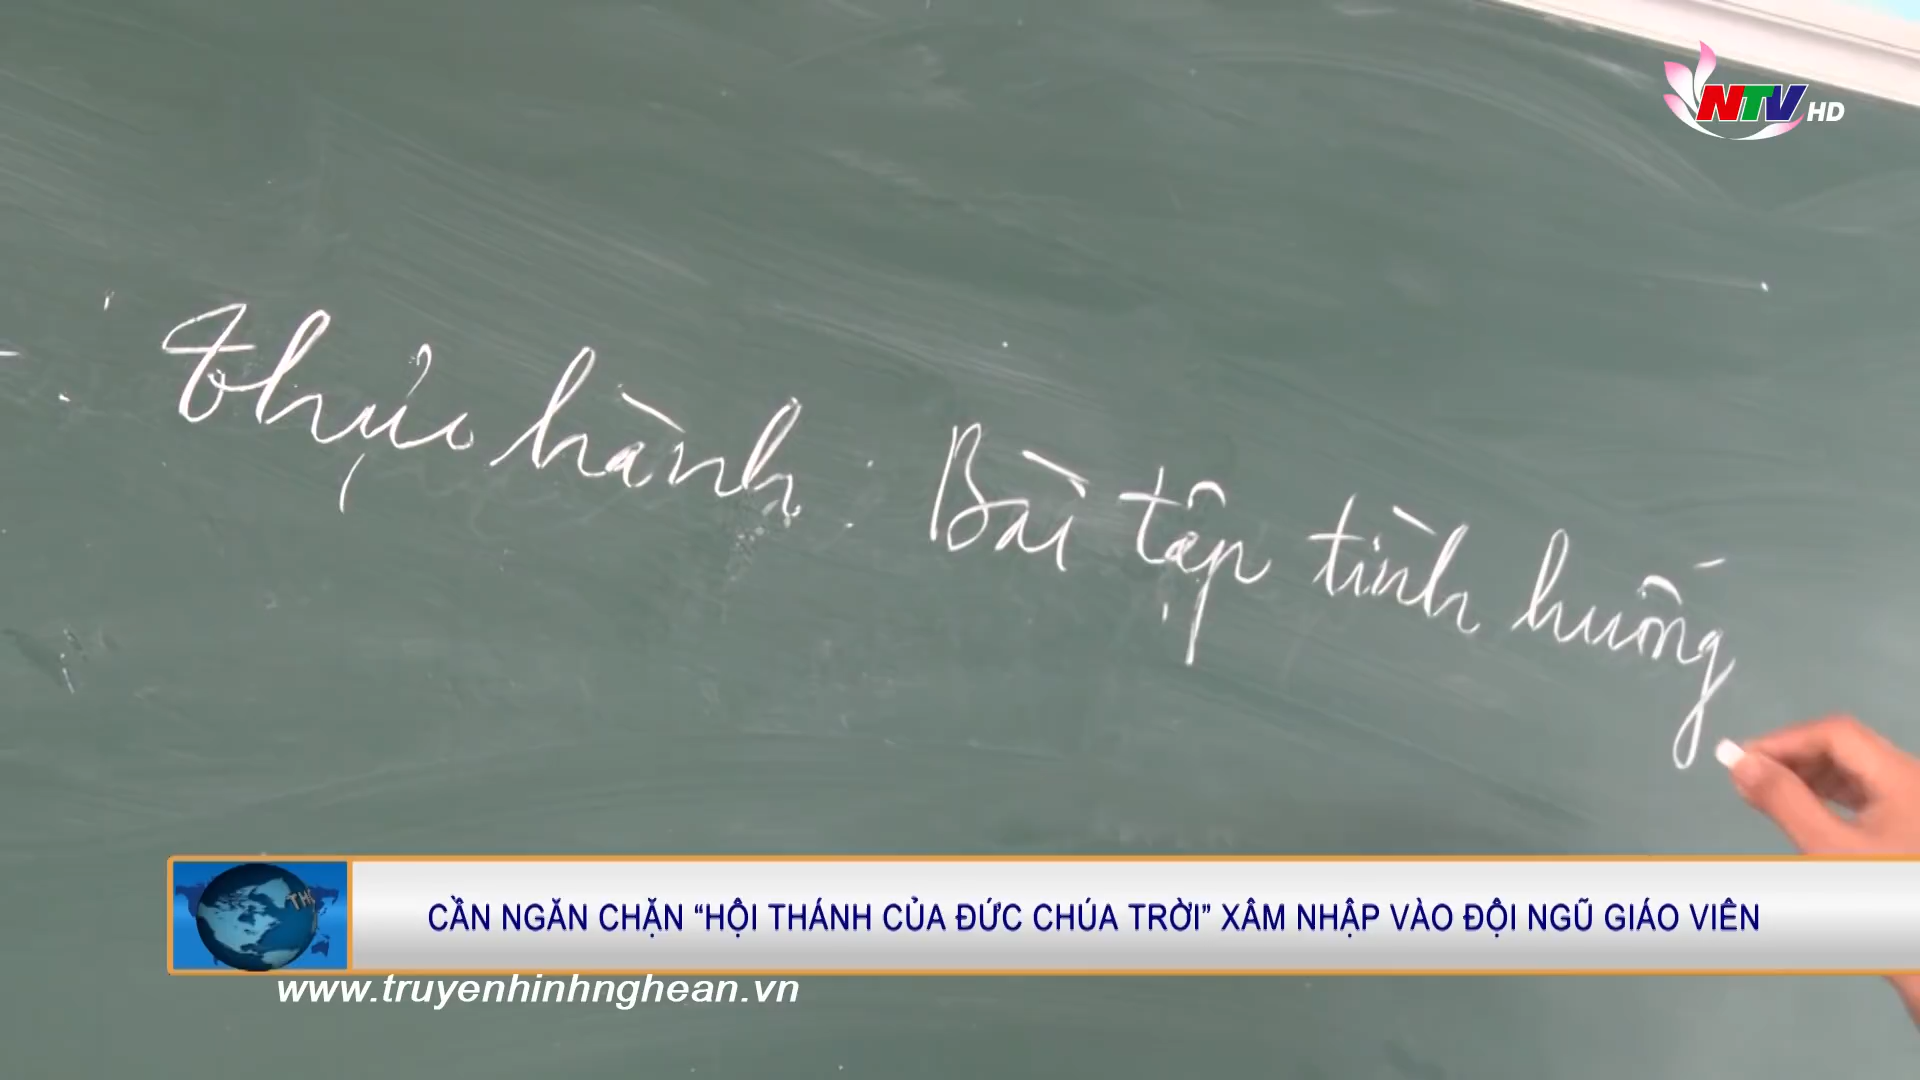 NTV HD
thực hành : Bài tập tình huống
CẦN NGĂN CHẶN “HỘI THÁNH CỦA ĐỨC CHÚA TRỜI” XÂM NHẬP VÀO ĐỘI NGŨ GIÁO VIÊN
www.truyenhinhnghean.vn